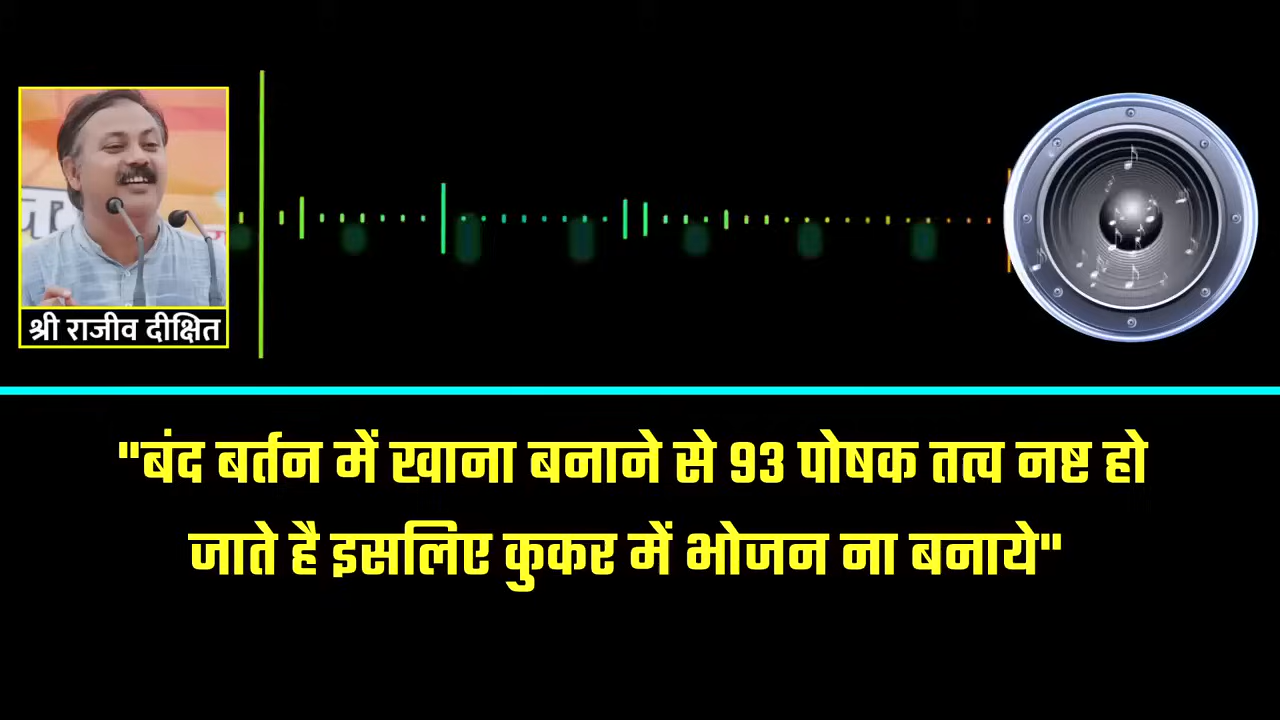 श्री राजीव दीक्षित
"बंद बर्तन में खाना बनाने से 93 पोषक तत्व नष्ट हो
जाते है इसलिए कुकर में भोजन ना बनाये"